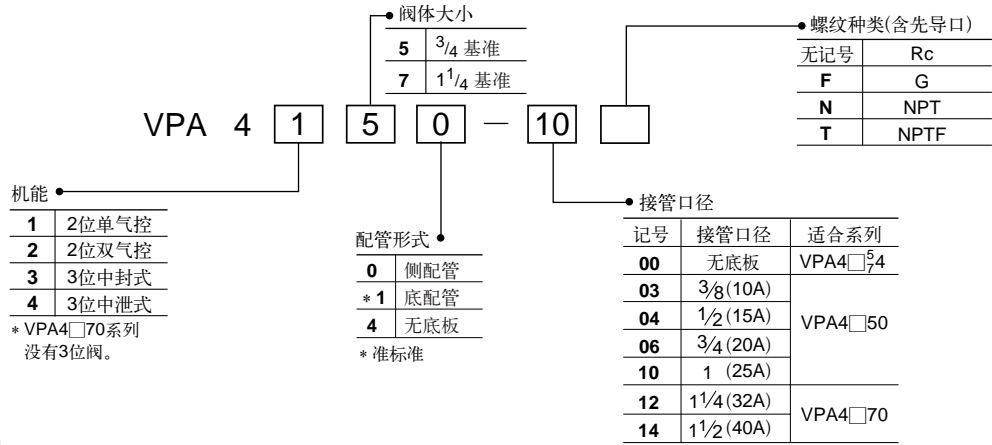 阀体大小
5 3/4 基准
7 1 1/4 基准
螺纹种类(含先导口)
无记号 Rc
F G
N NPT
T NPTF
VPA 4 1 5 0 — 10
机能
1 2位单气控
2 2位双气控
3 3位中封式
4 3位中泄式
* VPA4□70系列
没有3位阀。
配管形式
0 侧配管
* 1 底配管
4 无底板
* 准标准
接管口径
记号 接管口径 适合系列
00 无底板 VPA4□5/7 4
03 3/8(10A)
04 1/2(15A)
VPA4□50
06 3/4(20A)
10 1 (25A)
12 1 1/4(32A)
VPA4□70
14 1 1/2(40A)